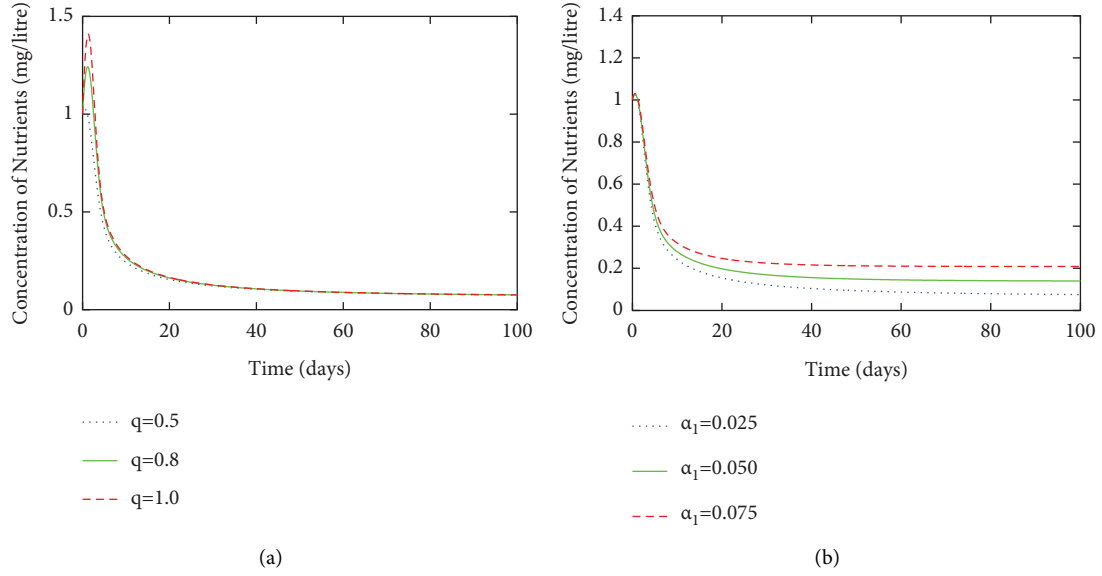 Concentration of Nutrients (mg/litre)
1.5
1
0.5
0
0
20
40
60
80
100
Time (days)
q=0.5
q=0.8
q=1.0
(a)
Concentration of Nutrients (mg/litre)
1.4
1.2
1
0.8
0.6
0.4
0.2
0
0
20
40
60
80
100
Time (days)
α₁=0.025
α₁=0.050
α₁=0.075
(b)